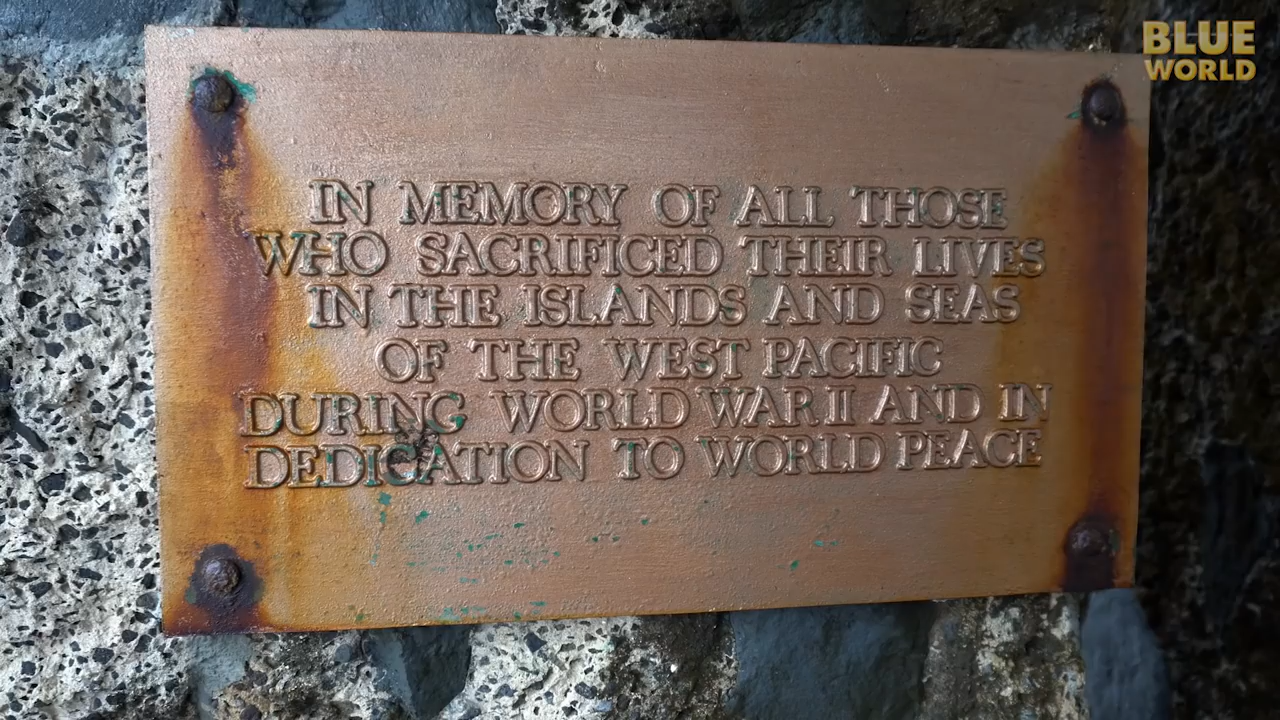 BLUE
WORLD
IN MEMORY OF ALL THOSE
WHO SACRIFICED THEIR LIVES
IN THE ISLANDS AND SEAS
OF THE WEST PACIFIC
DURING WORLD WAR II AND IN
DEDICATION TO WORLD PEACE